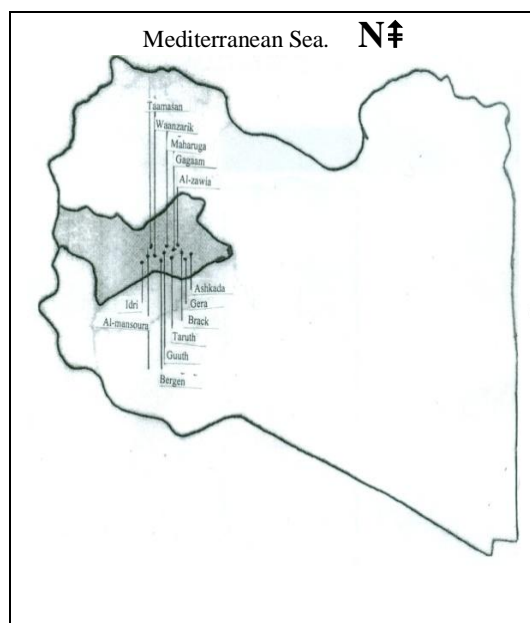 Mediterranean Sea. N
Taamasan
Waanzarik
Maharuga
Gagaam
Al-zawia
Ashkada
Idri
Gera
Al-mansoura
Brack
Taruth
Guuth
Bergen